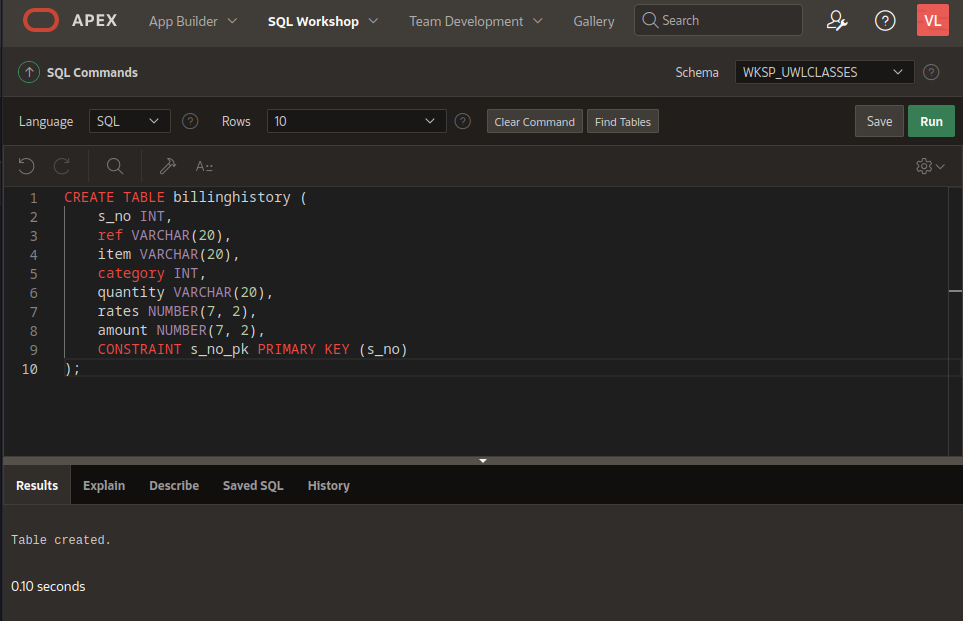 APEX App Builder SQL Workshop Team Development Gallery Search VL
SQL Commands Schema WKSP_UWLCLASSES
Language SQL Rows 10 Clear Command Find Tables Save Run
A
1 CREATE TABLE billinghistory (
2 s_no INT,
3 ref VARCHAR(20),
4 item VARCHAR(20),
5 category INT,
6 quantity VARCHAR(20),
7 rates NUMBER(7, 2),
8 amount NUMBER(7, 2),
9 CONSTRAINT s_no_pk PRIMARY KEY (s_no)
10 );
Results Explain Describe Saved SQL History
Table created.
0.10 seconds